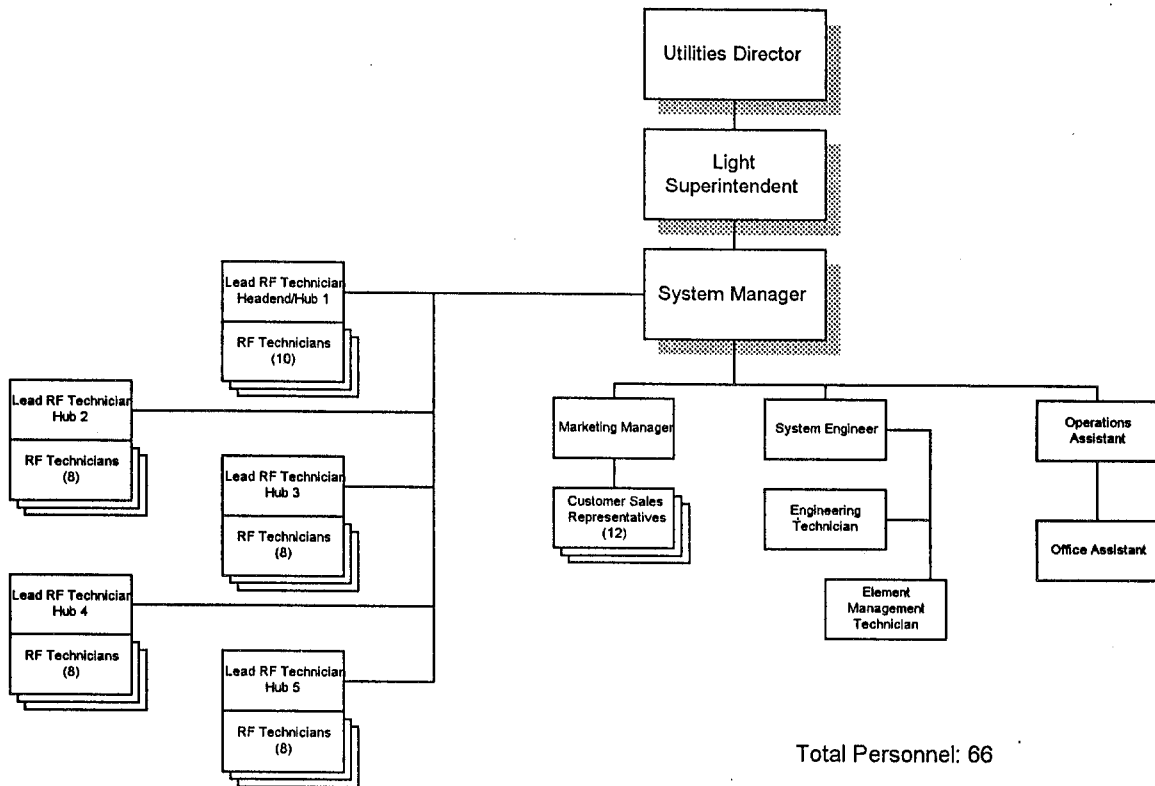 Utilities Director
Light
Superintendent
System Manager
Lead RF Technician
Headend/Hub 1
RF Technicians
(10)
Lead RF Technician
Hub 2
RF Technicians
(8)
Lead RF Technician
Hub 3
RF Technicians
(8)
Lead RF Technician
Hub 4
RF Technicians
(8)
Lead RF Technician
Hub 5
RF Technicians
(8)
Marketing Manager
Customer Sales
Representatives
(12)
System Engineer
Engineering
Technician
Element
Management
Technician
Operations
Assistant
Office Assistant
Total Personnel: 66